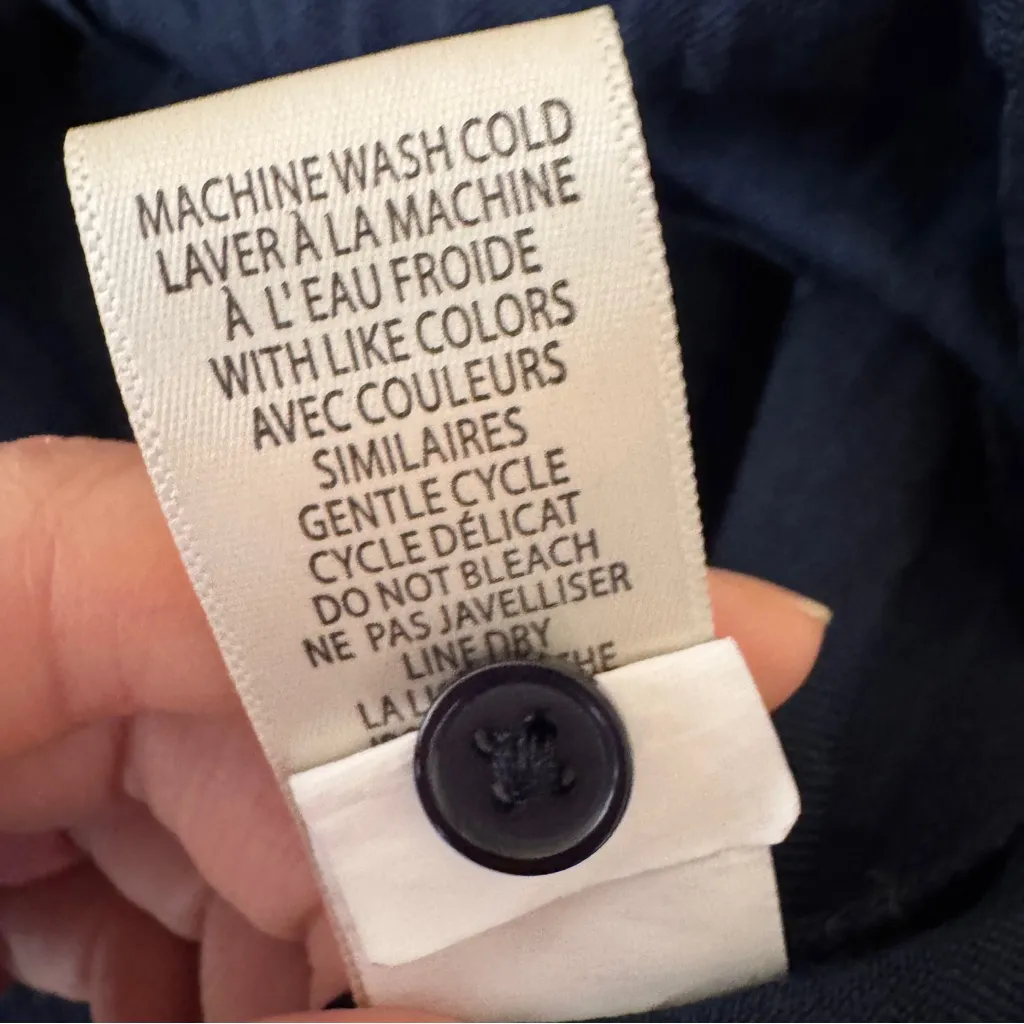 MACHINE WASH COLD
LAVER À LA MACHINE
À L'EAU FROIDE
WITH LIKE COLORS
AVEC COULEURS
SIMILAIRES
GENTLE CYCLE
CYCLE DÉLICAT
DO NOT BLEACH
NE PAS JAVELLISER
LINE DRY
LA